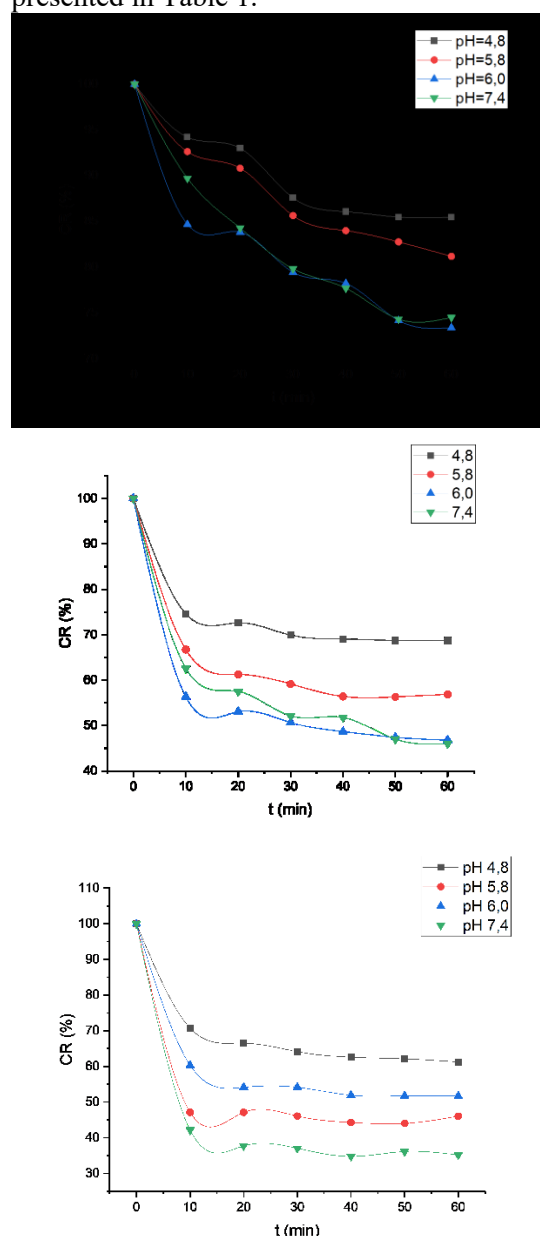 presented in Table 1.
pH=4,8
pH=5,8
pH=6,0
pH=7,4
4,8
5,8
6,0
7,4
100
90
80
70
60
50
40
CR (%)
0 10 20 30 40 50 60
t (min)
pH 4,8
pH 5,8
pH 6,0
pH 7,4
110
100
90
80
70
60
50
40
30
CR (%)
0 10 20 30 40 50 60
t (min)